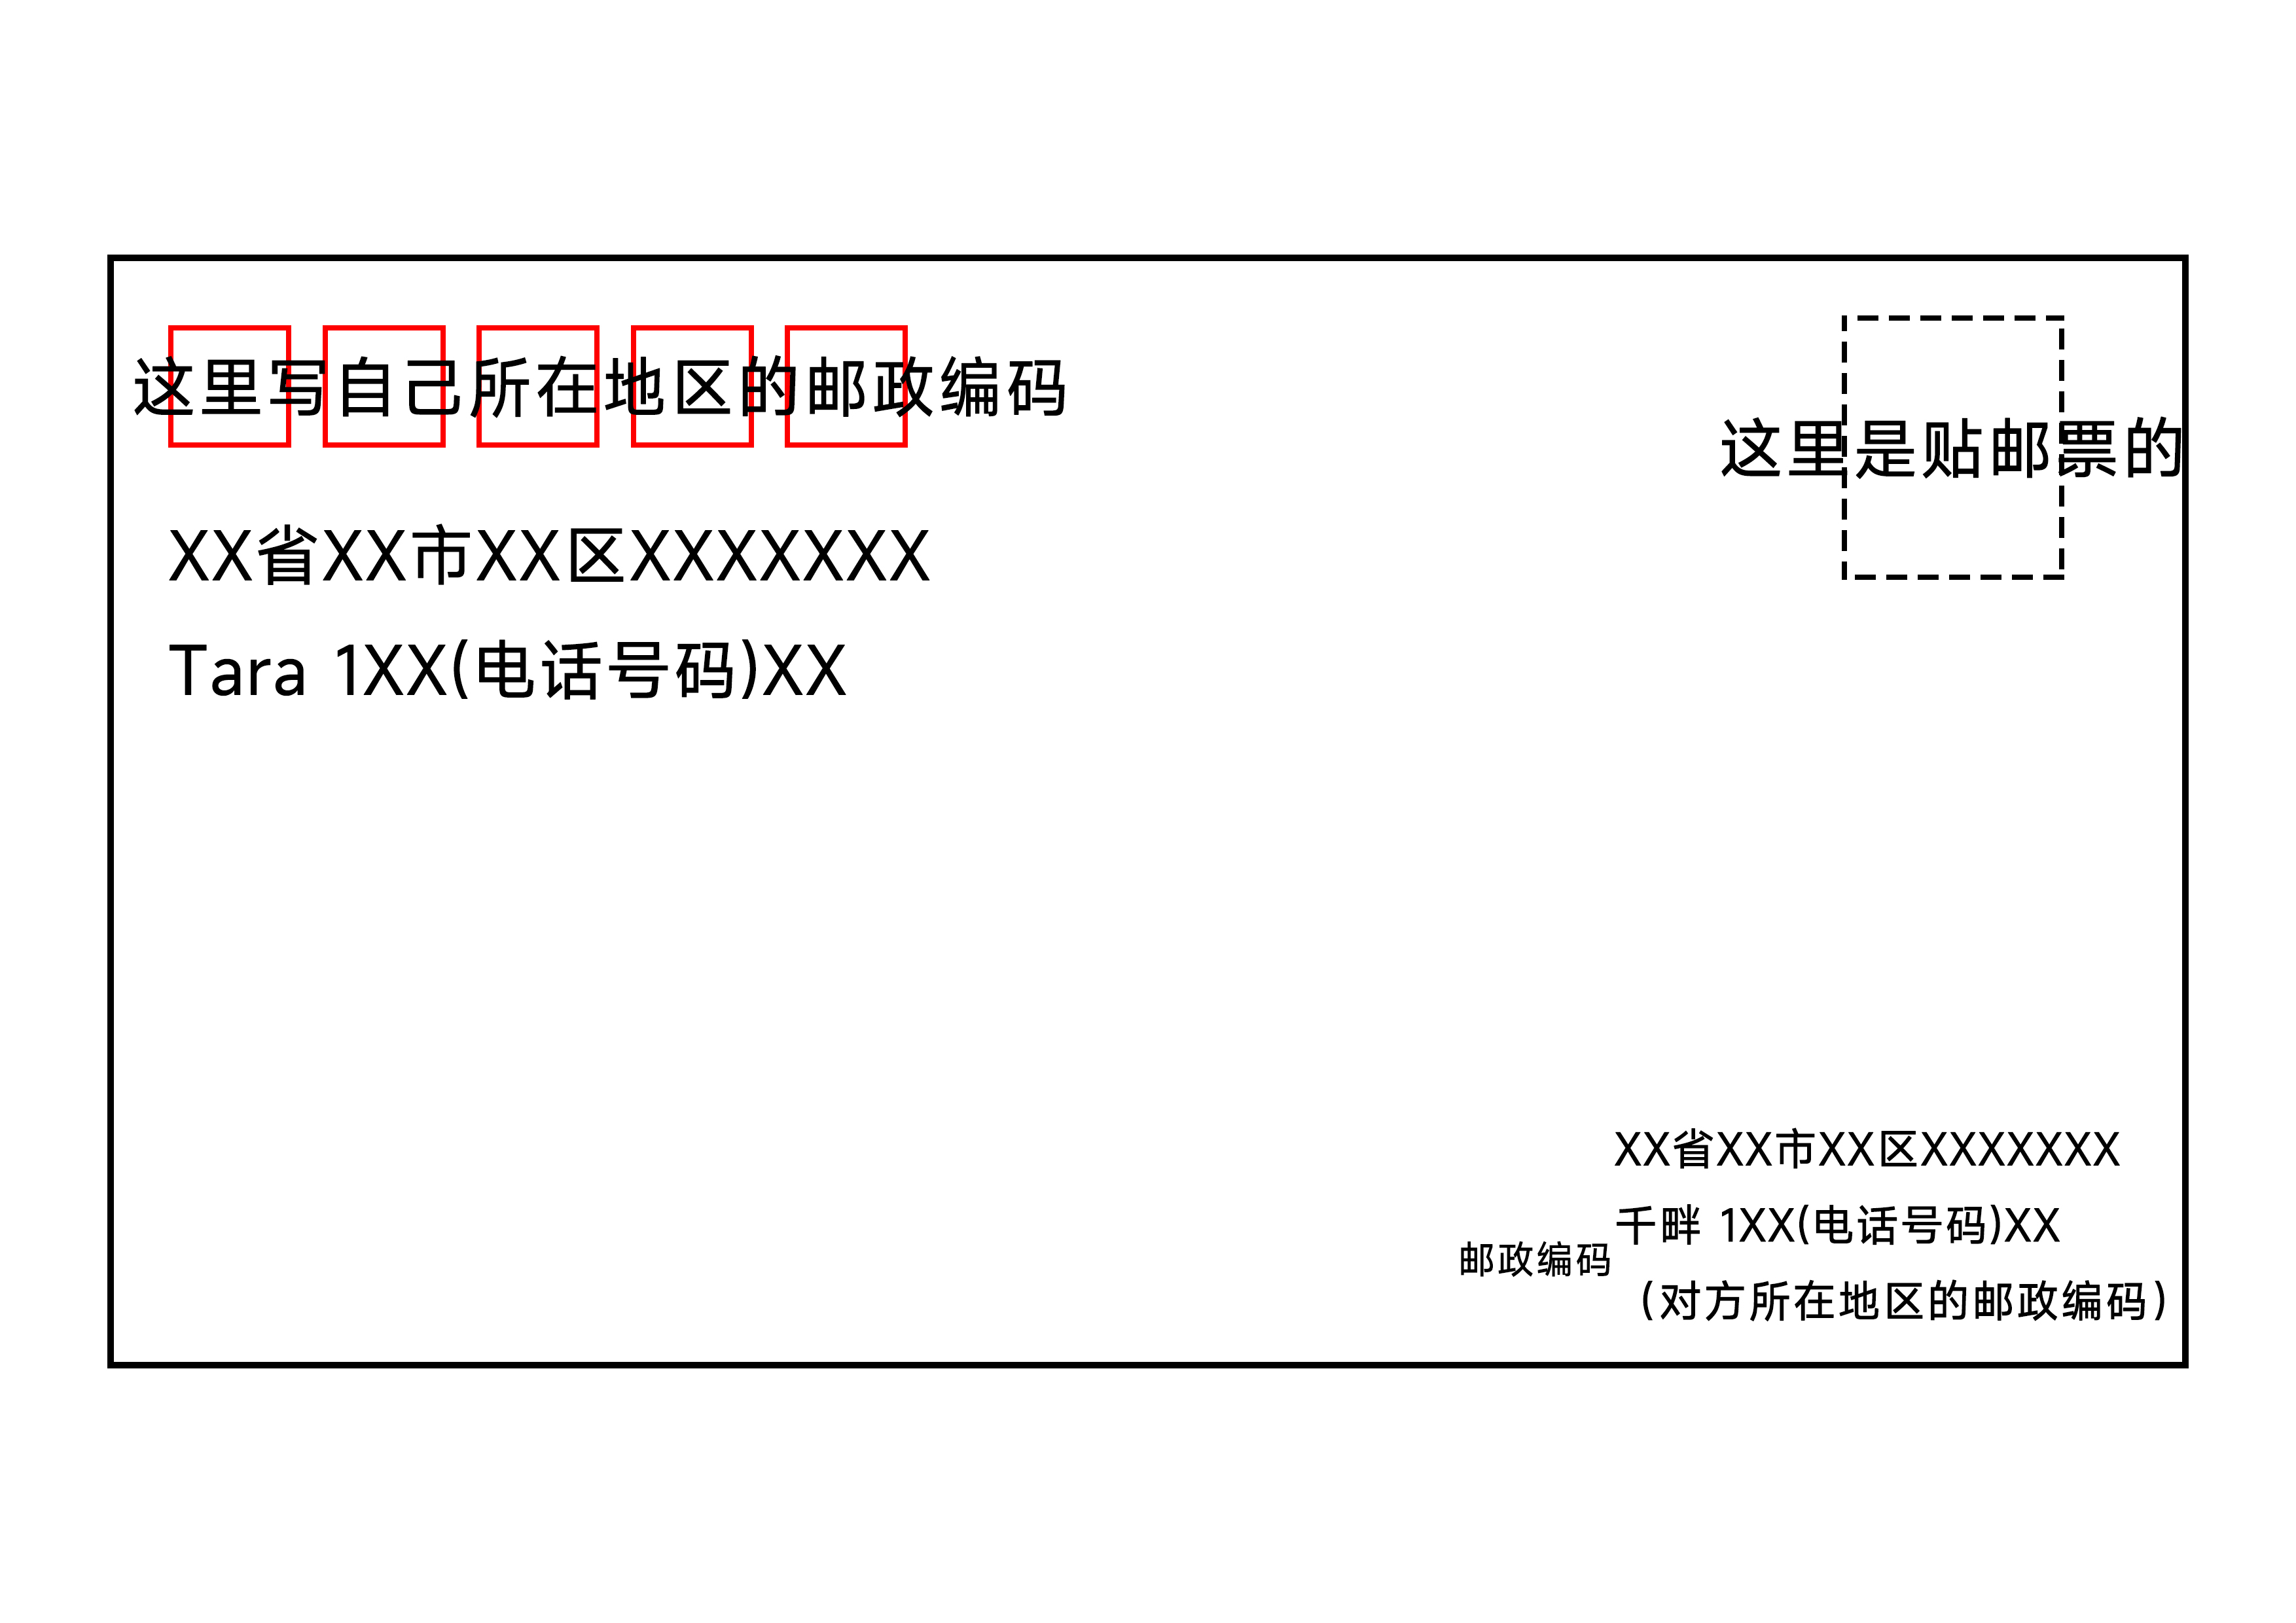 这里写自己所在地区的邮政编码
这里是贴邮票的
XX省XX市XX区XXXXXXX
Tara 1XX(电话号码)XX
XX省XX市XX区XXXXXXX
千畔 1XX(电话号码)XX
邮政编码
(对方所在地区的邮政编码)